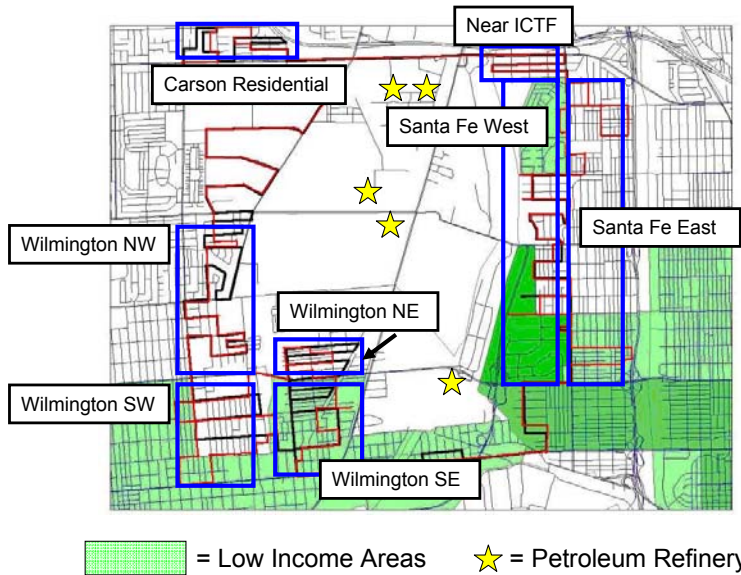 Near ICTF
Carson Residential
Santa Fe West
Santa Fe East
Wilmington NW
Wilmington NE
Wilmington SW
Wilmington SE
= Low Income Areas
= Petroleum Refinery